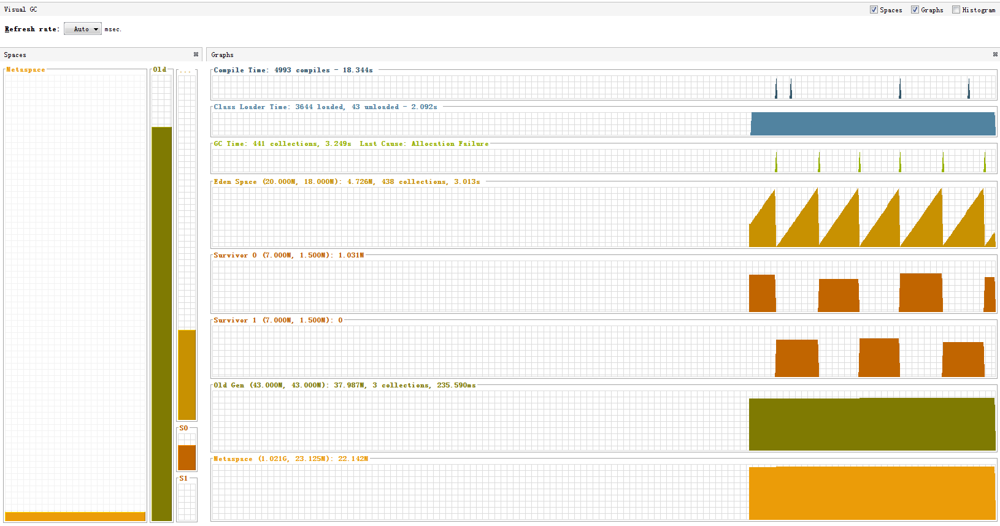 Visual GC
Spaces Graphs Histogram
Refresh rate: Auto msec.
Spaces
Graphs
Metaspace
Old
...
S0
S1
Compile Time: 4993 compiles - 18.344s
Class Loader Time: 3644 loaded, 43 unloaded - 2.092s
GC Time: 441 collections, 3.249s Last Cause: Allocation Failure
Eden Space (20.000M, 18.000M): 4.726M, 438 collections, 3.013s
Survivor 0 (7.000M, 1.500M): 1.031M
Survivor 1 (7.000M, 1.500M): 0
Old Gen (43.000M, 43.000M): 37.987M, 3 collections, 235.590ms
Metaspace (1.021G, 23.125M): 22.142M